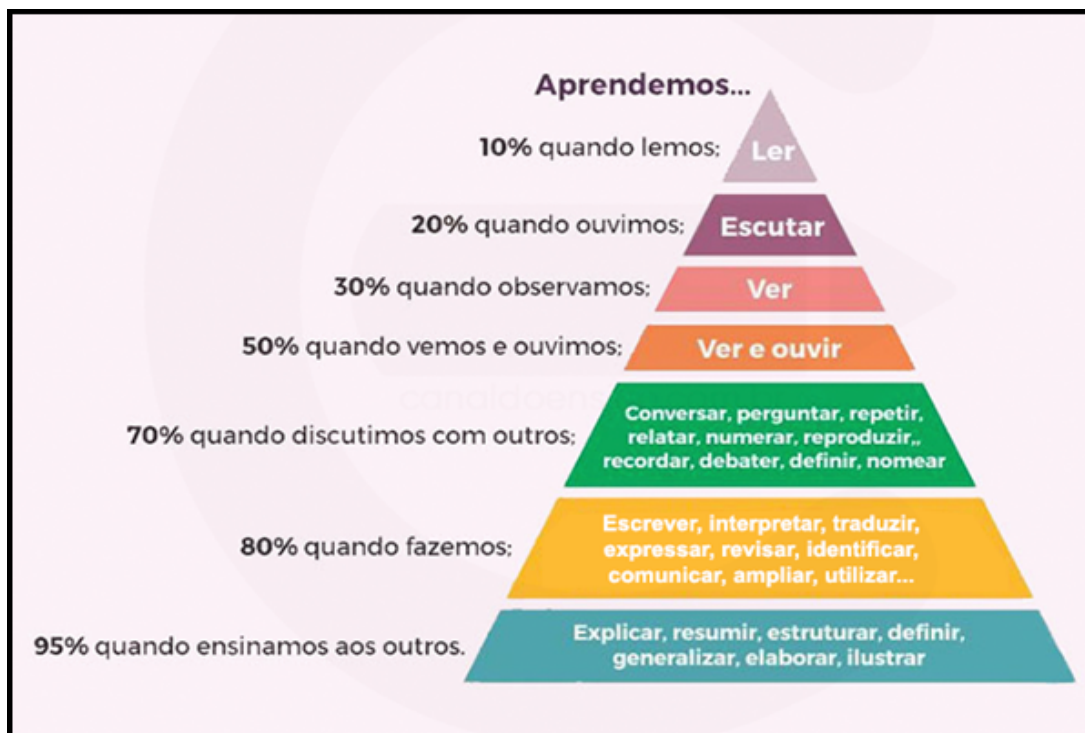 Aprendemos...
10% quando lemos;
Ler
20% quando ouvimos;
Escutar
30% quando observamos;
Ver
50% quando vemos e ouvimos;
Ver e ouvir
70% quando discutimos com outros;
Conversar, perguntar, repetir,
relatar, numerar, reproduzir,,
recordar, debater, definir, nomear
80% quando fazemos;
Escrever, interpretar, traduzir,
expressar, revisar, identificar,
comunicar, ampliar, utilizar...
95% quando ensinamos aos outros.
Explicar, resumir, estruturar, definir,
generalizar, elaborar, ilustrar